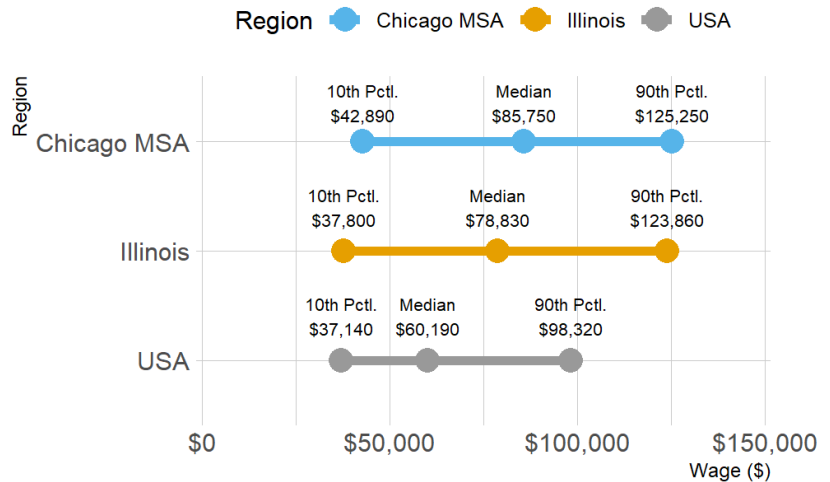 Region Chicago MSA Illinois USA
Region
10th Pctl. Median 90th Pctl.
$42,890 $85,750 $125,250
Chicago MSA
10th Pctl. Median 90th Pctl.
$37,800 $78,830 $123,860
Illinois
10th Pctl. Median 90th Pctl.
$37,140 $60,190 $98,320
USA
$0 $50,000 $100,000 $150,000
Wage ($)